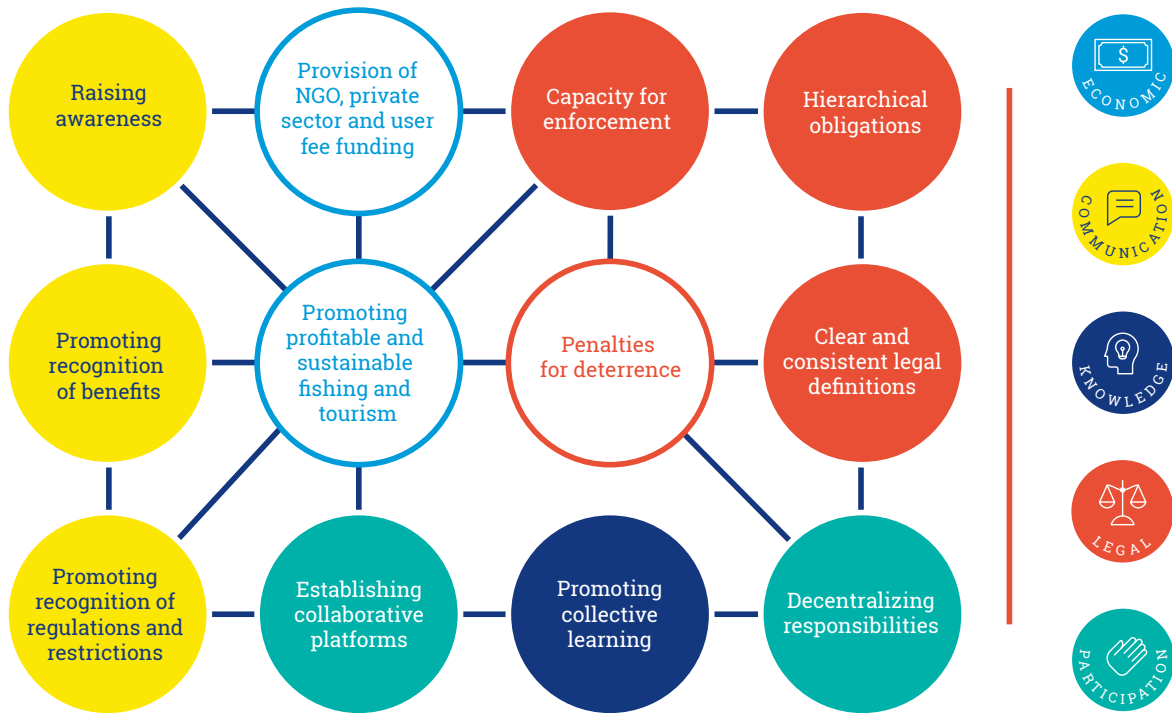 Raising
awareness
Provision of
NGO, private
sector and user
fee funding
Capacity for
enforcement
Hierarchical
obligations
Promoting
recognition
of benefits
Promoting
profitable and
sustainable
fishing and
tourism
Penalties
for deterrence
Clear and
consistent legal
definitions
Promoting
recognition of
regulations and
restrictions
Establishing
collaborative
platforms
Promoting
collective
learning
Decentralizing
responsibilities
$
ECONOMIC
COMMUNICATION
KNOWLEDGE
LEGAL
PARTICIPATION